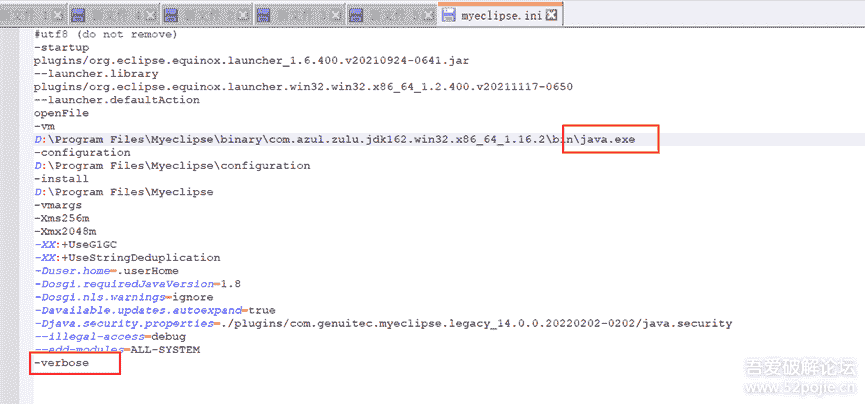 myeclipse.ini
#utf8 (do not remove)
-startup
plugins/org.eclipse.equinox.launcher_1.6.400.v20210924-0641.jar
--launcher.library
plugins/org.eclipse.equinox.launcher.win32.win32.x86_64_1.2.400.v20211117-0650
--launcher.defaultAction
openFile
-vm
D:\Program Files\Myeclipse\binary\com.azul.zulu.jdk162.win32.x86_64_1.16.2\bin\java.exe
-configuration
D:\Program Files\Myeclipse\configuration
-install
D:\Program Files\Myeclipse
-vmargs
-Xms256m
-Xmx2048m
-XX:+UseG1GC
-XX:+UseStringDeduplication
-Duser.home=.userHome
-Dosgi.requiredJavaVersion=1.8
-Dosgi.nls.warnings=ignore
-Davailable.updates.autoexpand=true
-Djava.security.properties=./plugins/com.genuitec.myeclipse.legacy_14.0.0.20220202-0202/java.security
--illegal-access=debug
--add-modules=ALL-SYSTEM
-verbose
吾爱破解论坛
www.52pojie.cn